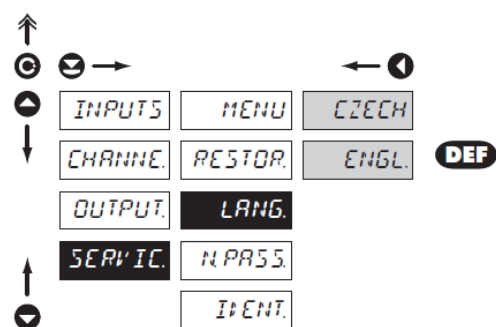 INPUTS MENU CZECH
CHANNE. RESTOR. ENGL. DEF
OUTPUT. LANG.
SERVIC. N.PASS.
IDENT.